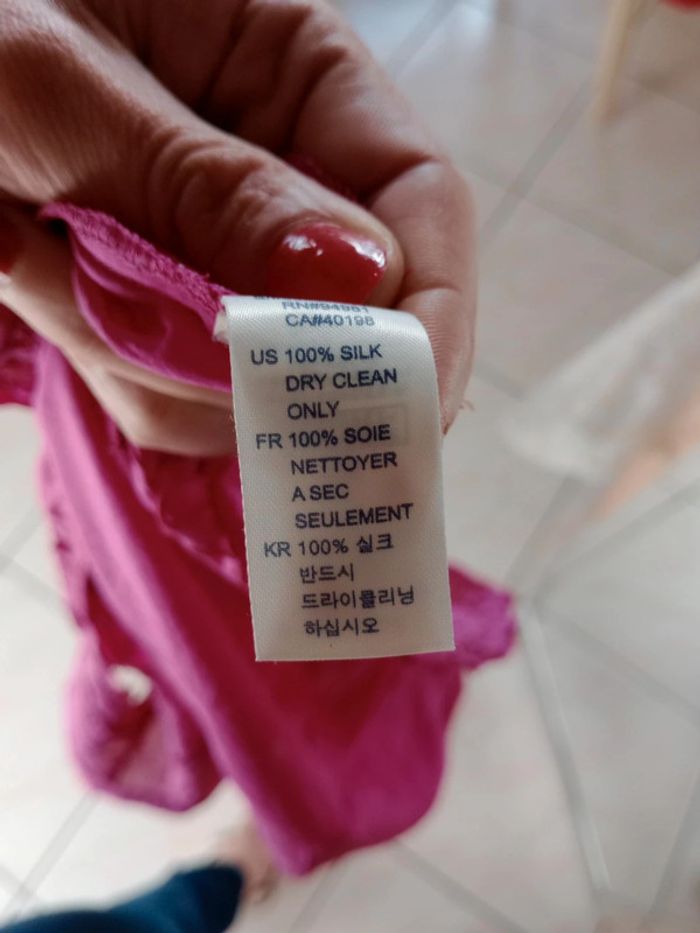 CA#40198
US 100% SILK
DRY CLEAN
ONLY
FR 100% SOIE
NETTOYER
A SEC
SEULEMENT
KR 100% 실크
반드시
드라이클리닝
하십시오